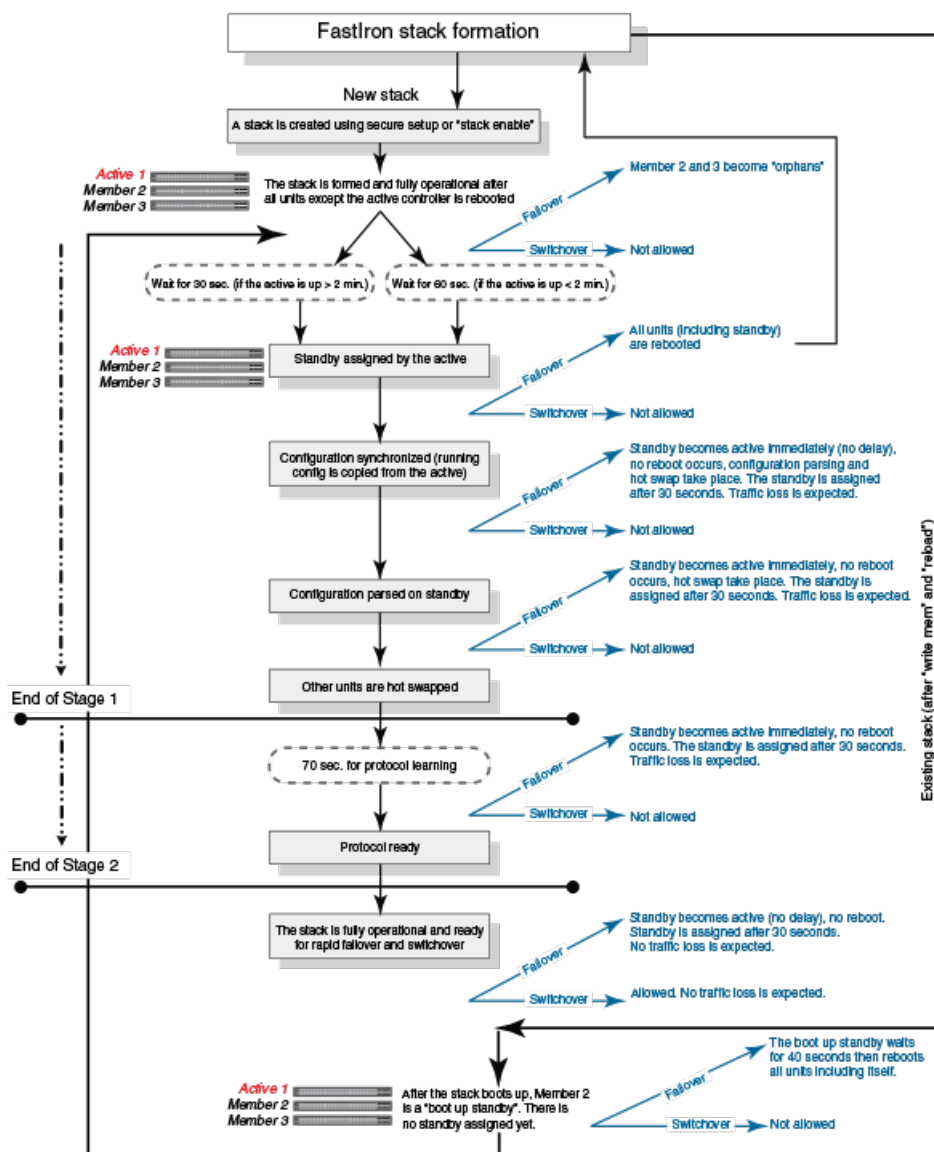 FastIron stack formation
New stack
A stack is created using secure setup or "stack enable"
Active 1
Member 2
Member 3
The stack is formed and fully operational after
all units except the active controller is rebooted
Member 2 and 3 become "orphans"
Failover
Switchover
Not allowed
Wait for 30 sec. (if the active is up > 2 min.)
Wait for 60 sec. (if the active is up < 2 min.)
Active 1
Member 2
Member 3
Standby assigned by the active
All units (including standby)
are rebooted
Failover
Switchover
Not allowed
Configuration synchronized (running
config is copied from the active)
Standby becomes active immediately (no delay),
no reboot occurs, configuration parsing and
hot swap take place. The standby is assigned
after 30 seconds. Traffic loss is expected.
Failover
Switchover
Not allowed
Configuration parsed on standby
Standby becomes active immediately, no reboot
occurs, hot swap take place. The standby is
assigned after 30 seconds. Traffic loss is expected.
Failover
Switchover
Not allowed
Other units are hot swapped
End of Stage 1
70 sec. for protocol learning
Standby becomes active immediately, no reboot
occurs. The standby is assigned after 30 seconds.
Traffic loss is expected.
Failover
Switchover
Not allowed
Protocol ready
End of Stage 2
The stack is fully operational and ready
for rapid failover and switchover
Standby becomes active (no delay), no reboot.
Standby is assigned after 30 seconds.
No traffic loss is expected.
Failover
Switchover
Allowed. No traffic loss is expected.
Existing stack (after "write mem" and "reload")
Active 1
Member 2
Member 3
After the stack boots up, Member 2
is a "boot up standby". There is
no standby assigned yet.
The boot up standby waits
for 40 seconds then reboots
all units including itself.
Failover
Switchover
Not allowed